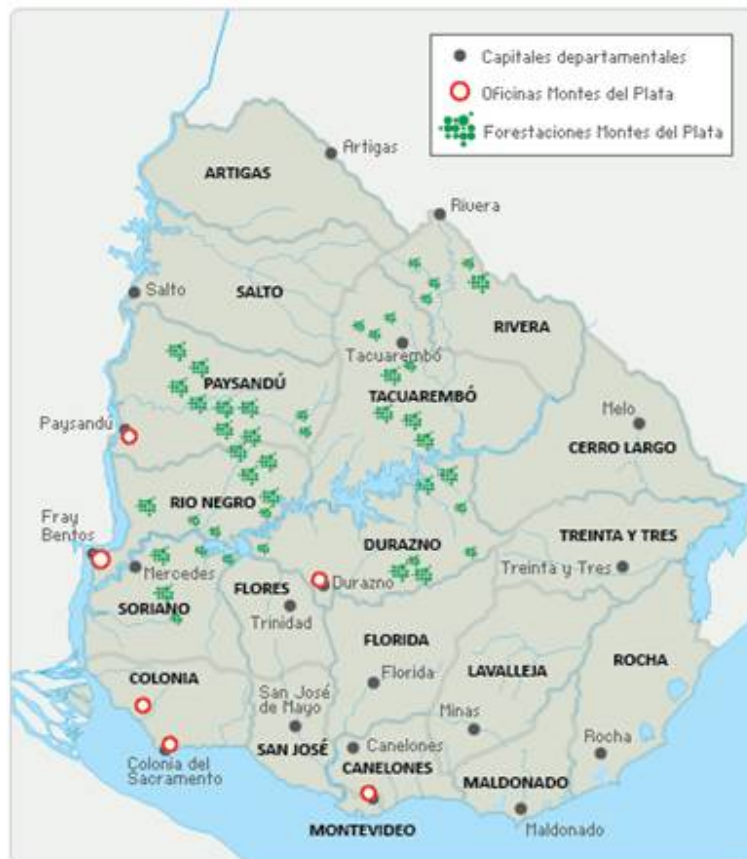 Capitales departamentales
Oficinas Montes del Plata
Forestaciones Montes del Plata
Artigas
ARTIGAS
Rivera
Salto
SALTO
RIVERA
Tacuarembó
PAYSANDÚ
TACUAREMBÓ
Melo
Paysandú
CERRO LARGO
RIO NEGRO
Fray
Bentos
DURAZNO
TREINTA Y TRES
Mercedes
FLORES
Durazno
Treinta y Tres
SORIANO
Trinidad
FLORIDA
ROCHA
COLONIA
Florida
LAVALLEJA
San José
de Mayo
Minas
Colonia del
Sacramento
SAN JOSÉ
Canelones
Rocha
CANELONES
MALDONADO
MONTEVIDEO
Maldonado